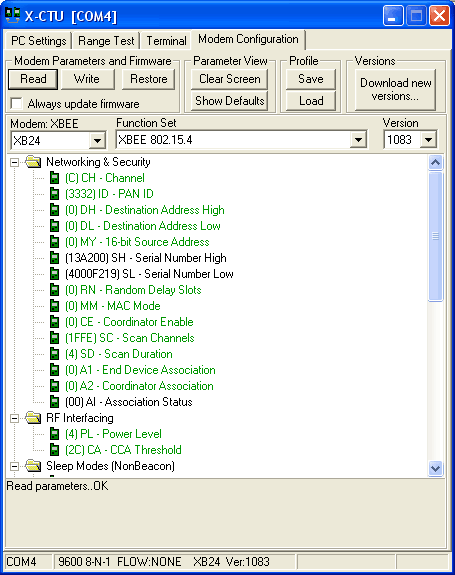 X-CTU [COM4]
PC Settings Range Test Terminal Modem Configuration
Modem Parameters and Firmware Parameter View Profile Versions
Read Write Restore Clear Screen Save Download new versions...
Always update firmware Show Defaults Load
Modem: XBEE Function Set Version
XB24 XBEE 802.15.4 1083
Networking & Security
(C) CH - Channel
(3332) ID - PAN ID
(0) DH - Destination Address High
(0) DL - Destination Address Low
(0) MY - 16-bit Source Address
(13A200) SH - Serial Number High
(4000F219) SL - Serial Number Low
(0) RN - Random Delay Slots
(0) MM - MAC Mode
(0) CE - Coordinator Enable
(1FFE) SC - Scan Channels
(4) SD - Scan Duration
(0) A1 - End Device Association
(0) A2 - Coordinator Association
(00) AI - Association Status
RF Interfacing
(4) PL - Power Level
(2C) CA - CCA Threshold
Sleep Modes (NonBeacon)
Read parameters..OK
COM4 9600 8-N-1 FLOW:NONE XB24 Ver:1083